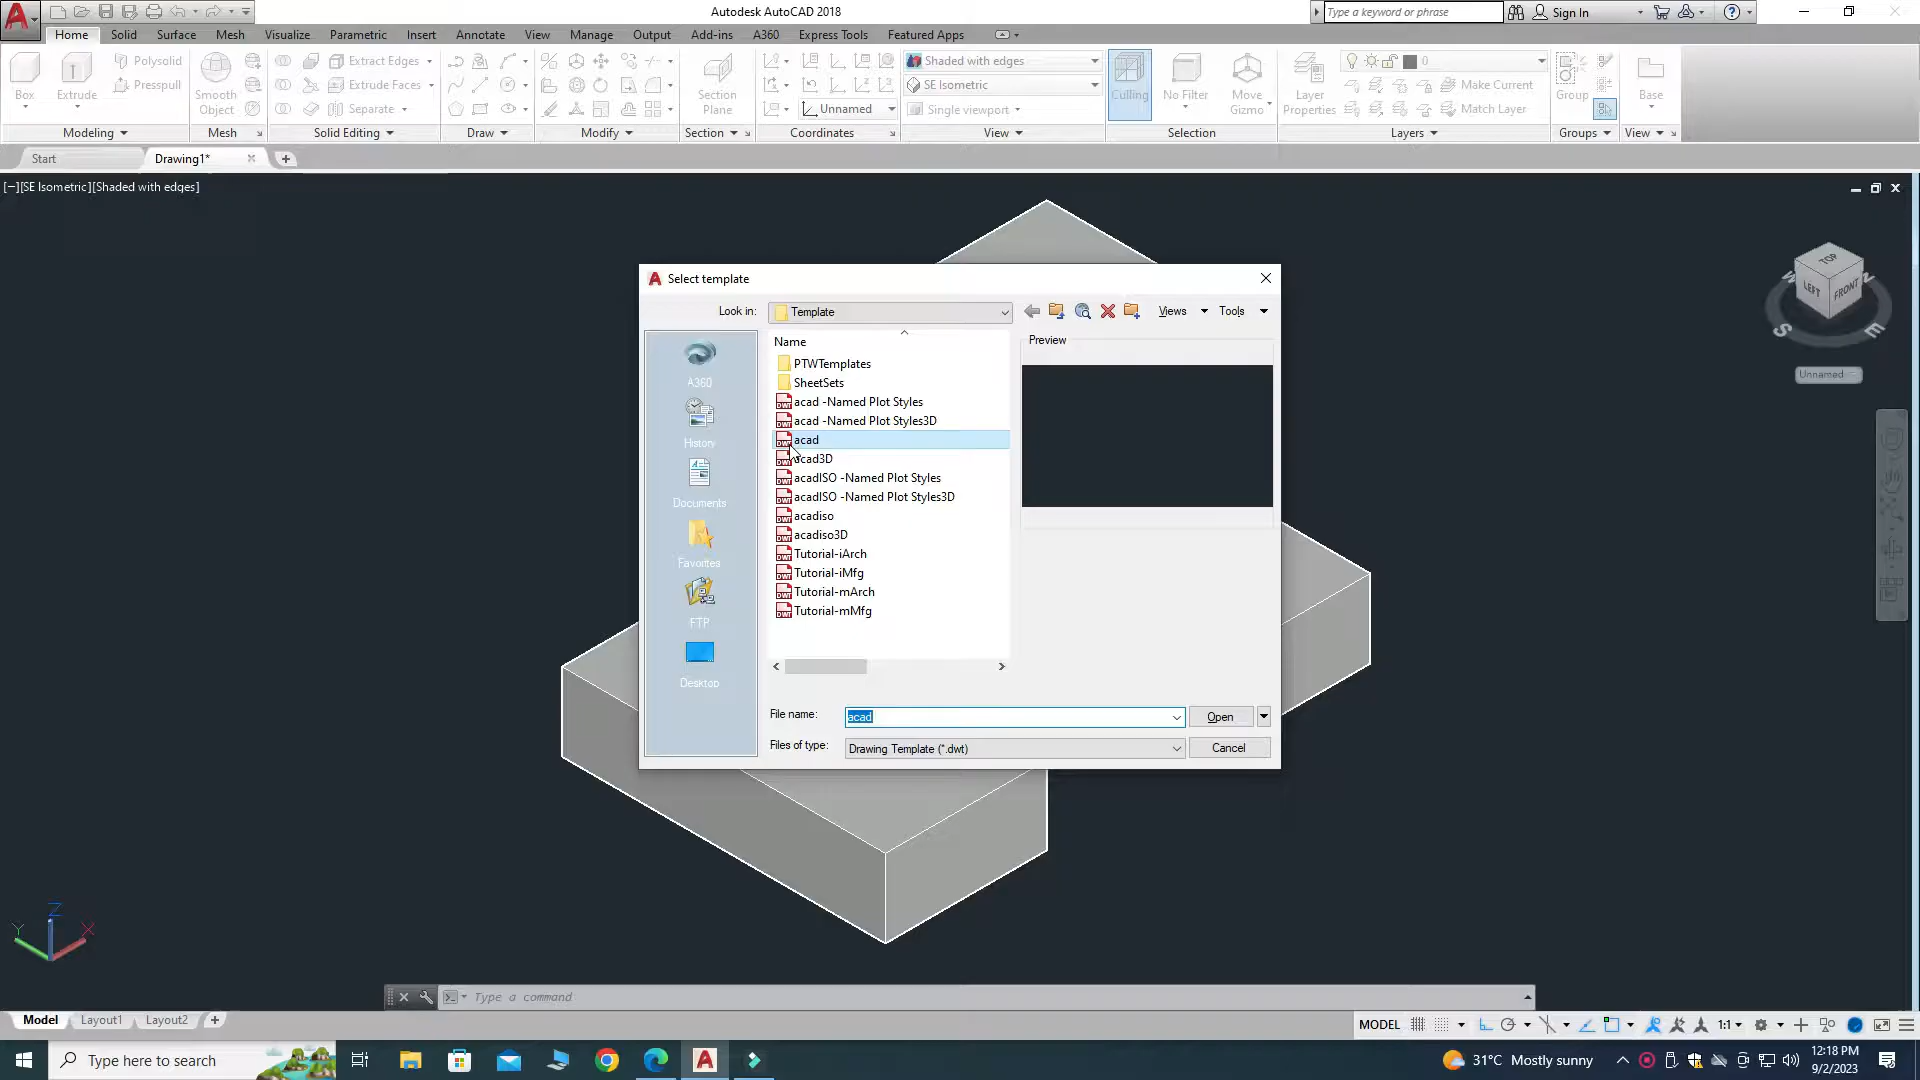 Autodesk AutoCAD 2018
Type a keyword or phrase
Sign In
Home Solid Surface Mesh Visualize Parametric Insert Annotate View Manage Output Add-ins A360 Express Tools Featured Apps
Polysolid
Extract Edges
Shaded with edges
0
Presspull
Extrude Faces
SE Isometric
Make Current
Box
Extrude
Smooth Object
Separate
Section Plane
Unnamed
Single viewport
Culling
No Filter
Move Gizmo
Layer Properties
Match Layer
Group
Base
Modeling
Mesh
Solid Editing
Draw
Modify
Section
Coordinates
View
Selection
Layers
Groups
View
Start
Drawing1*
[−][SE Isometric][Shaded with edges]
TOP
LEFT
FRONT
W
N
S
E
Unnamed
Select template
Look in:
Template
Views
Tools
Name
Preview
A360
History
Documents
Favorites
FTP
Desktop
PTWTemplates
SheetSets
acad -Named Plot Styles
acad -Named Plot Styles3D
acad
acad3D
acadISO -Named Plot Styles
acadISO -Named Plot Styles3D
acadiso
acadiso3D
Tutorial-iArch
Tutorial-iMfg
Tutorial-mArch
Tutorial-mMfg
File name:
acad
Open
Files of type:
Drawing Template (*.dwt)
Cancel
Z
Y
X
Type a command
Model
Layout1
Layout2
MODEL
1:1
Type here to search
31°C Mostly sunny
12:18 PM
9/2/2023